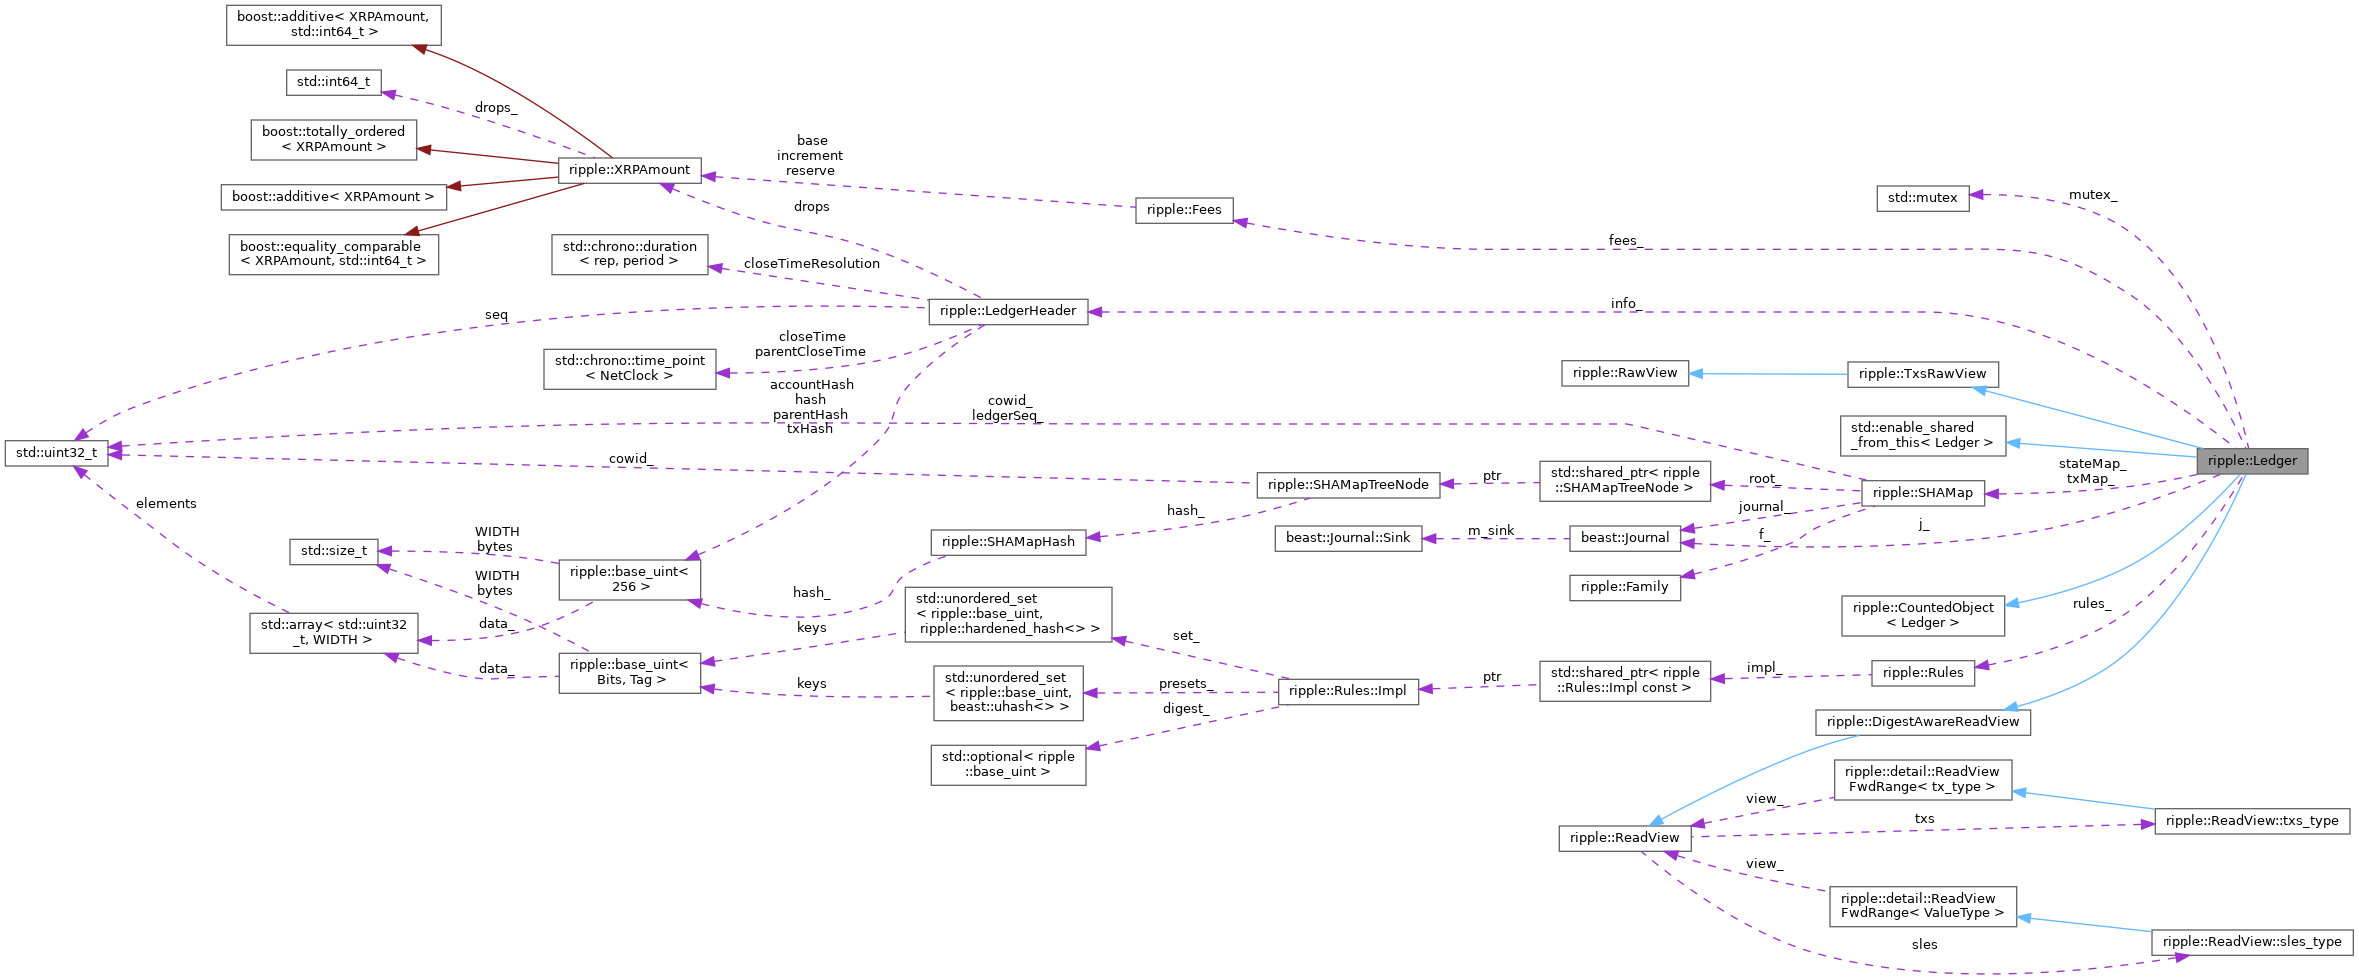 boost::additive< XRPAmount,
std::int64_t >
std::int64_t
drops_
boost::totally_ordered
< XRPAmount >
boost::additive< XRPAmount >
boost::equality_comparable
< XRPAmount, std::int64_t >
ripple::XRPAmount
base
increment
reserve
drops
ripple::Fees
std::mutex
mutex_
fees_
std::chrono::duration
< rep, period >
closeTimeResolution
ripple::LedgerHeader
info_
seq
closeTime
parentCloseTime
std::chrono::time_point
< NetClock >
accountHash
hash
parentHash
txHash
cowid_
ledgerSeq_
ripple::RawView
ripple::TxsRawView
std::enable_shared
_from_this< Ledger >
ripple::Ledger
std::uint32_t
cowid_
ripple::SHAMapTreeNode
ptr
std::shared_ptr< ripple
::SHAMapTreeNode >
root_
ripple::SHAMap
stateMap_
txMap_
elements
hash_
journal_
j_
f_
WIDTH
bytes
std::size_t
ripple::SHAMapHash
beast::Journal::Sink
m_sink
beast::Journal
ripple::Family
ripple::base_uint<
256 >
WIDTH
bytes
hash_
std::unordered_set
< ripple::base_uint,
ripple::hardened_hash<> >
ripple::CountedObject
< Ledger >
rules_
std::array< std::uint32
_t, WIDTH >
data_
keys
set_
data_
ripple::base_uint<
Bits, Tag >
keys
std::unordered_set
< ripple::base_uint,
beast::uhash<> >
presets_
digest_
ripple::Rules::Impl
ptr
std::shared_ptr< ripple
::Rules::Impl const >
impl_
ripple::Rules
ripple::DigestAwareReadView
std::optional< ripple
::base_uint >
ripple::detail::ReadView
FwdRange< tx_type >
view_
txs
ripple::ReadView::txs_type
ripple::ReadView
view_
ripple::detail::ReadView
FwdRange< ValueType >
sles
ripple::ReadView::sles_type